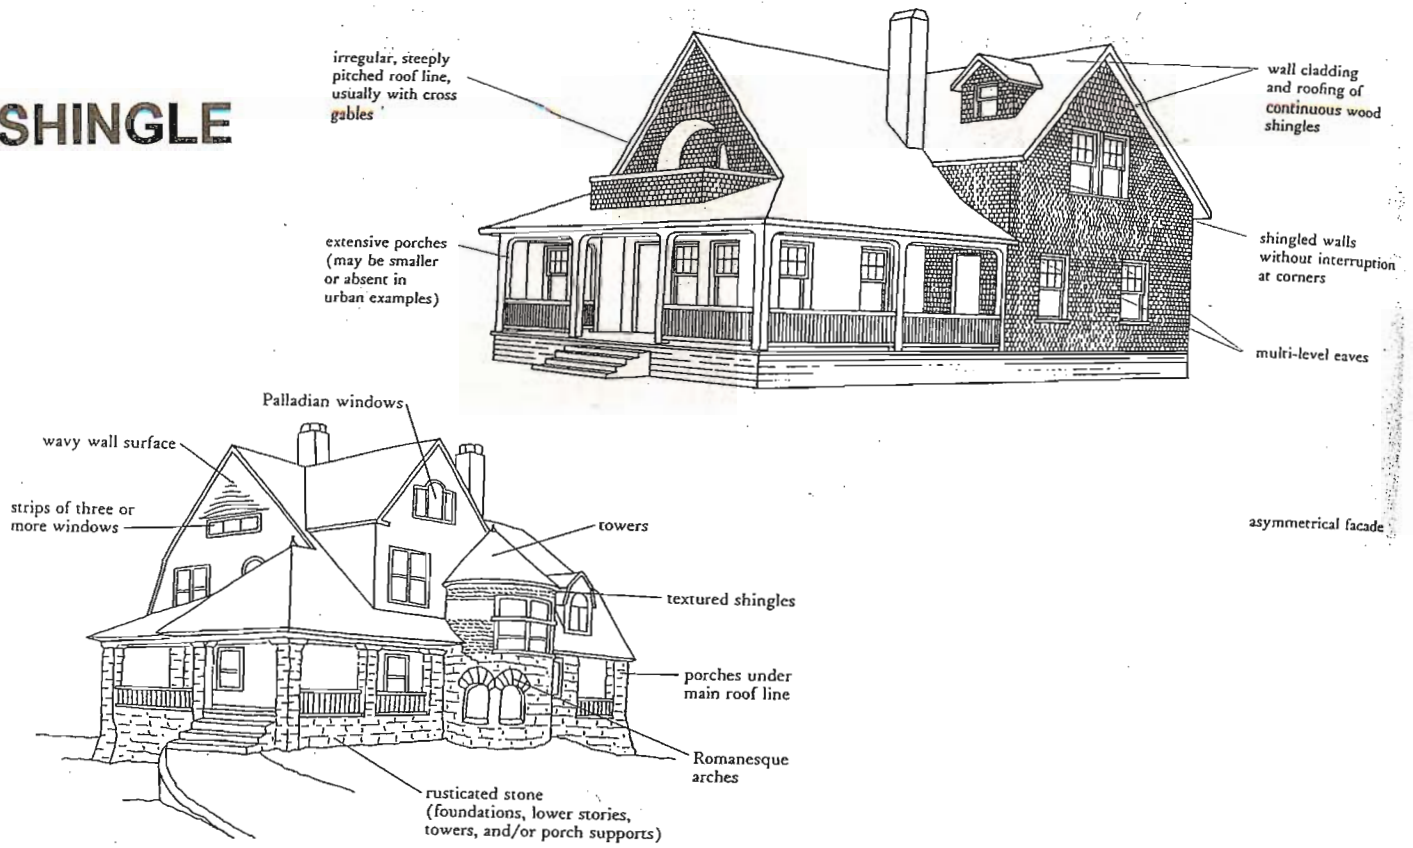 SHINGLE
irregular, steeply
pitched roof line,
usually with cross
gables
wall cladding
and roofing of
continuous wood
shingles
extensive porches
(may be smaller
or absent in
urban examples)
shingled walls
without interruption
at corners
multi-level eaves
Palladian windows
wavy wall surface
strips of three or
more windows
towers
asymmetrical facade
textured shingles
porches under
main roof line
Romanesque
arches
rusticated stone
(foundations, lower stories,
towers, and/or porch supports)